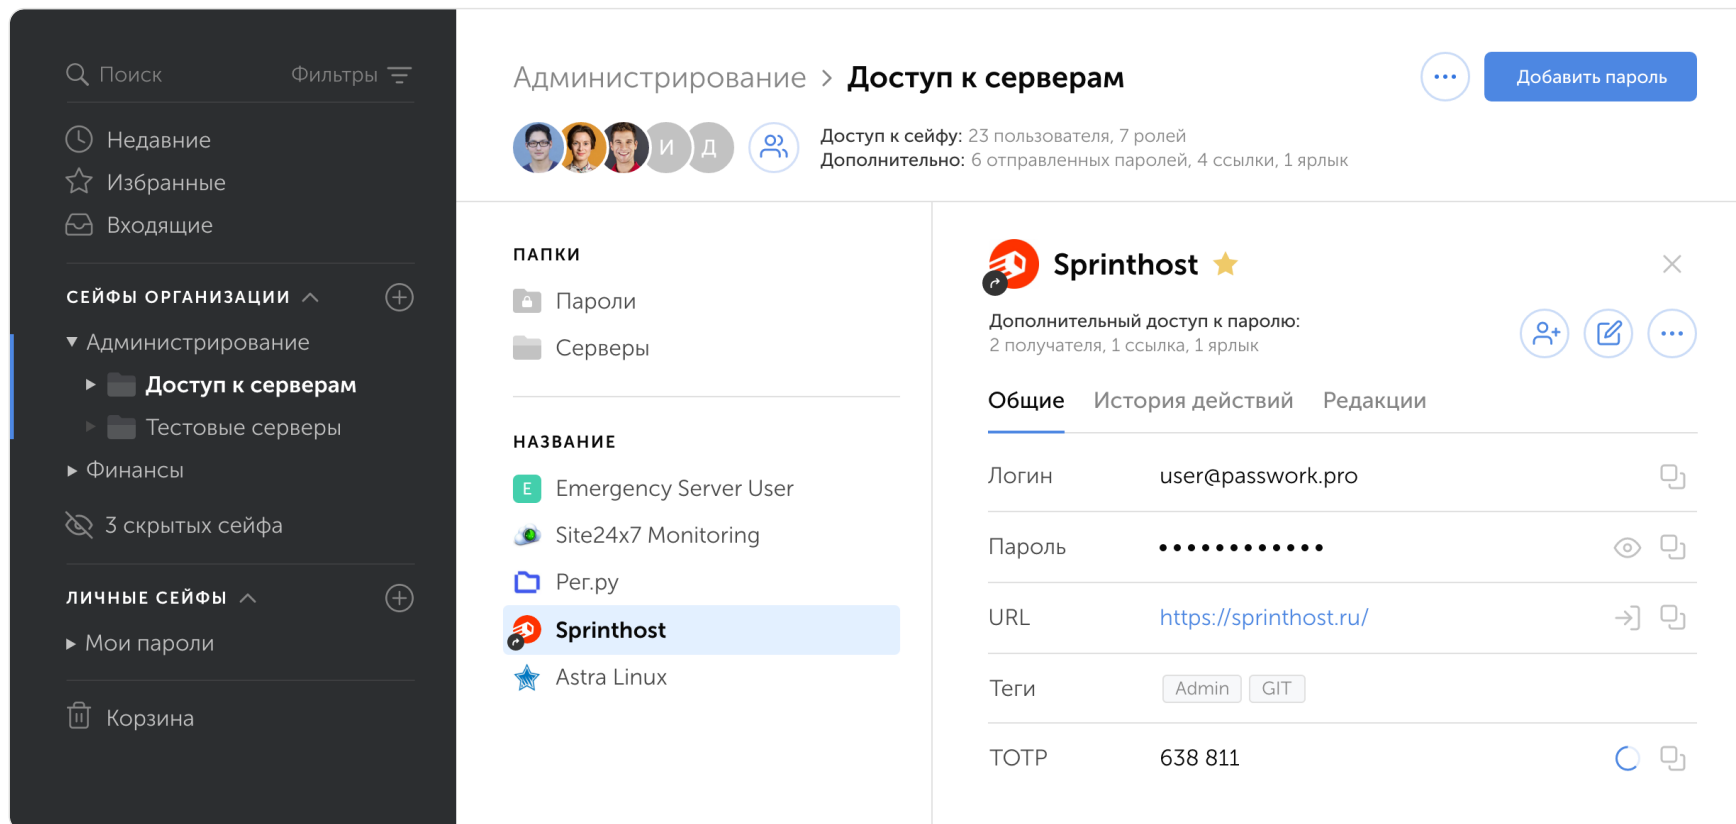 Поиск
Фильтры
Недавние
Избранные
Входящие
СЕЙФЫ ОРГАНИЗАЦИИ
Администрирование
Доступ к серверам
Тестовые серверы
Финансы
3 скрытых сейфа
ЛИЧНЫЕ СЕЙФЫ
Мои пароли
Корзина
Администрирование > Доступ к серверам
Добавить пароль
И
Д
Доступ к сейфу: 23 пользователя, 7 ролей
Дополнительно: 6 отправленных паролей, 4 ссылки, 1 ярлык
ПАПКИ
Пароли
Серверы
НАЗВАНИЕ
E Emergency Server User
Site24x7 Monitoring
Рег.ру
Sprinthost
Astra Linux
Sprinthost
Дополнительный доступ к паролю:
2 получателя, 1 ссылка, 1 ярлык
Общие
История действий
Редакции
Логин user@passwork.pro
Пароль ••••••••••••
URL https://sprinthost.ru/
Теги Admin GIT
TOTP 638 811